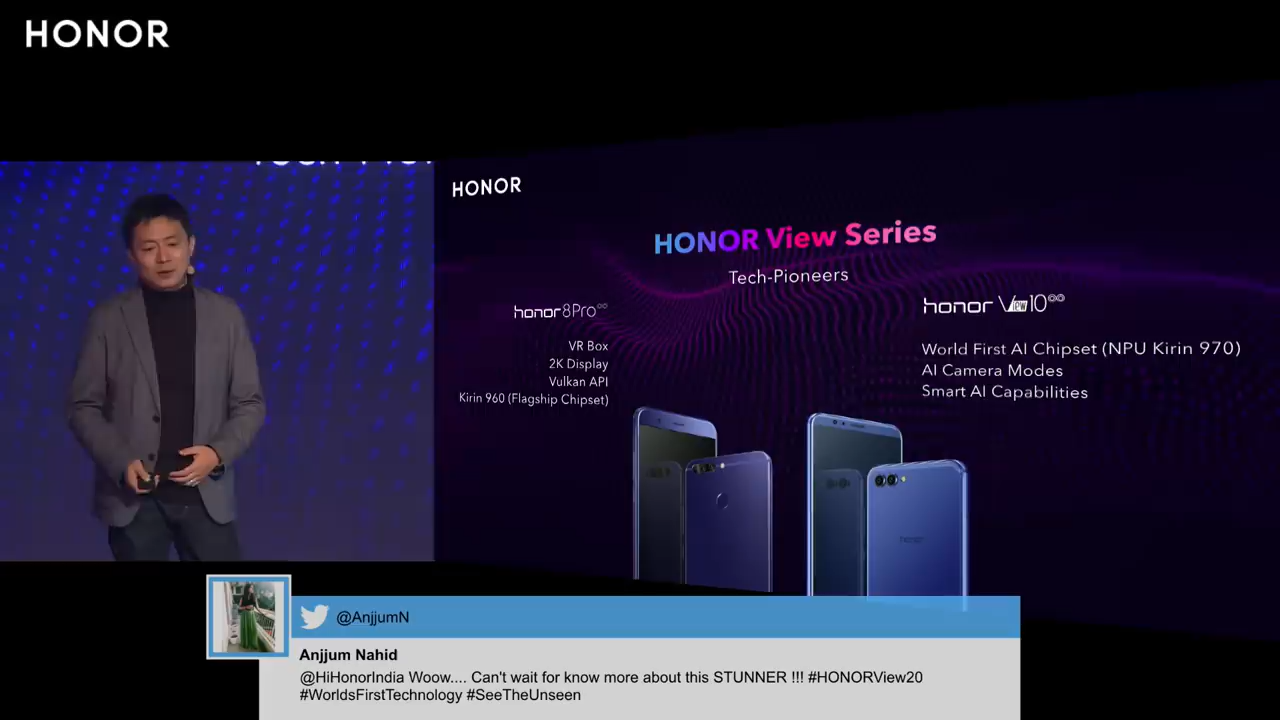 HONOR
HONOR
HONOR View Series
Tech-Pioneers
honor 8Pro
VR Box
2K Display
Vulkan API
Kirin 960 (Flagship Chipset)
honor View10
World First AI Chipset (NPU Kirin 970)
AI Camera Modes
Smart AI Capabilities
honor
@AnjjumN
Anjjum Nahid
@HiHonorIndia Woow.... Can't wait for know more about this STUNNER !!! #HONORView20
#WorldsFirstTechnology #SeeTheUnseen